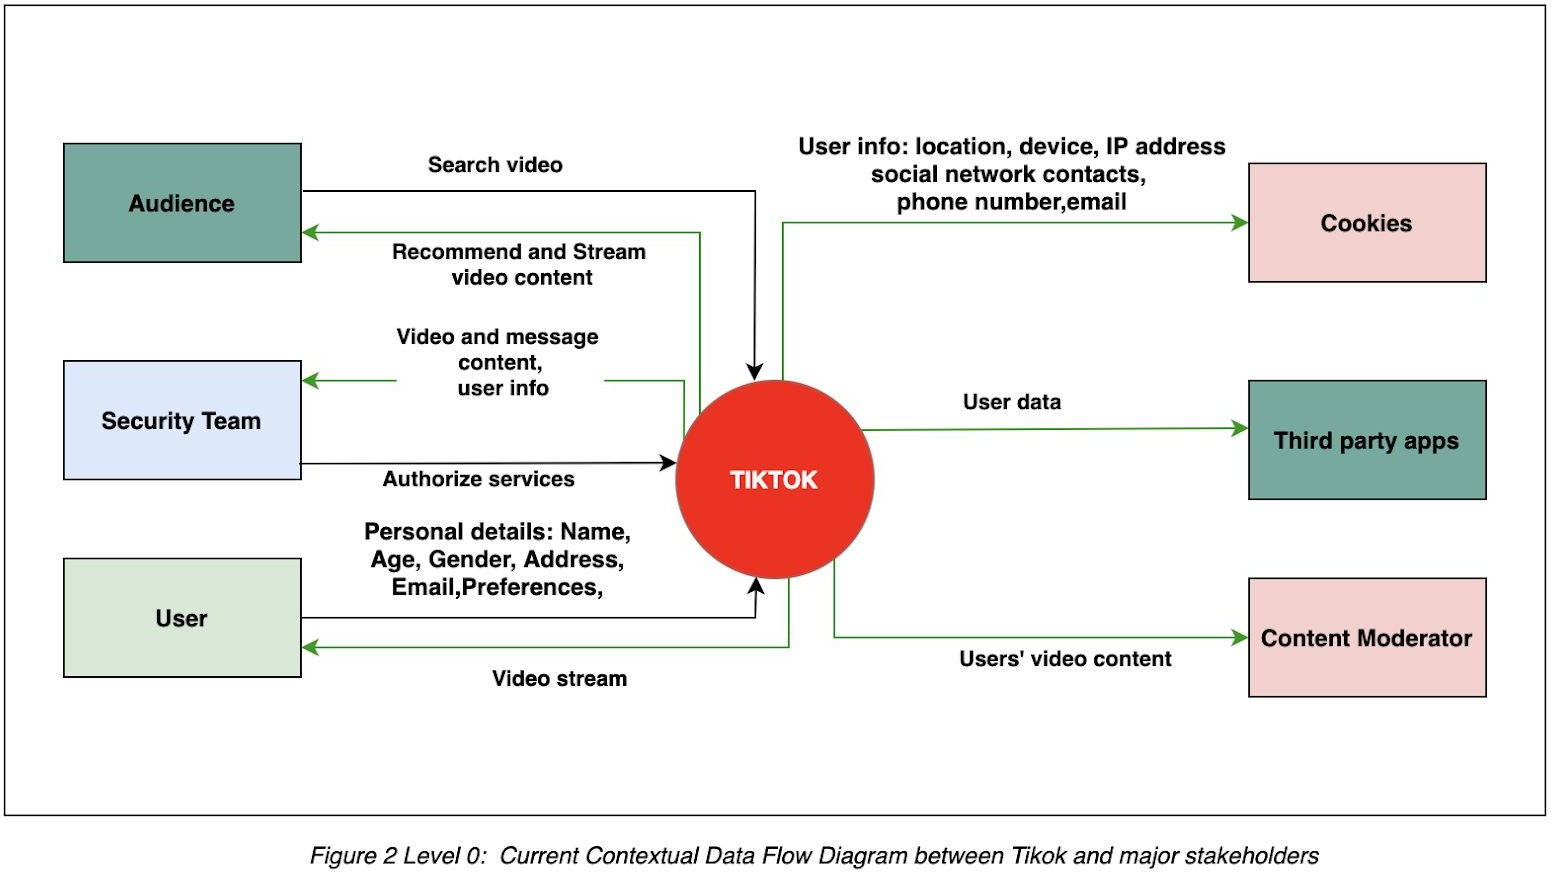 Search video
Audience
Recommend and Stream
video content
Video and message
content,
user info
Security Team
Authorize services
Personal details: Name,
Age, Gender, Address,
Email,Preferences,
User
Video stream
TIKTOK
User info: location, device, IP address
social network contacts,
phone number,email
Cookies
User data
Third party apps
Content Moderator
Users' video content
Figure 2 Level 0:  Current Contextual Data Flow Diagram between Tikok and major stakeholders